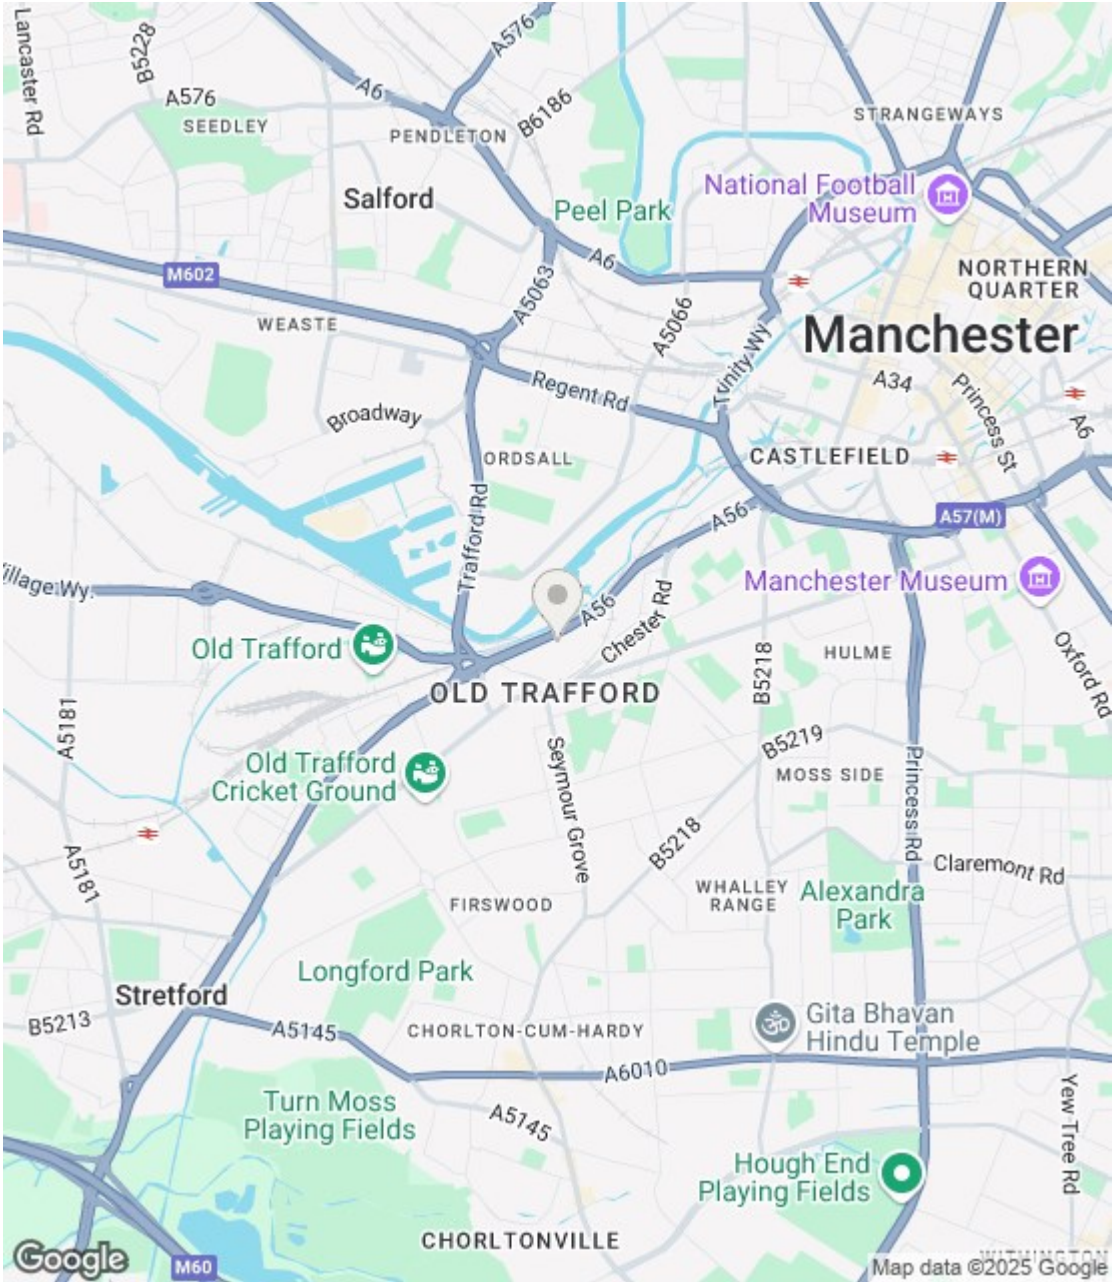 Lancaster Rd
B5228
A576
A6
A576
SEEDLEY
PENDLETON
B6186
STRANGEWAYS
Salford
Peel Park
National Football
Museum
M602
A6
A5063
A5066
NORTHERN
QUARTER
WEASTE
Trinity Wy
Manchester
Regent Rd
A34
Princess St
A6
Broadway
ORDSALL
CASTLEFIELD
Trafford Rd
A56
A57(M)
Village Wy.
A56
Chester Rd
Manchester Museum
Old Trafford
B5218
HULME
Oxford Rd
OLD TRAFFORD
A5181
B5219
Old Trafford
Cricket Ground
Seymour Grove
MOSS SIDE
Princess Rd
A5181
B5218
Claremont Rd
FIRSWOOD
WHALLEY
RANGE
Alexandra
Park
Longford Park
Stretford
B5213
A5145
CHORLTON-CUM-HARDY
Gita Bhavan
Hindu Temple
A6010
Turn Moss
Playing Fields
A5145
Yew Tree Rd
Hough End
Playing Fields
CHORLTONVILLE
WITHINGTON
Google
M60
Map data ©2025 Google